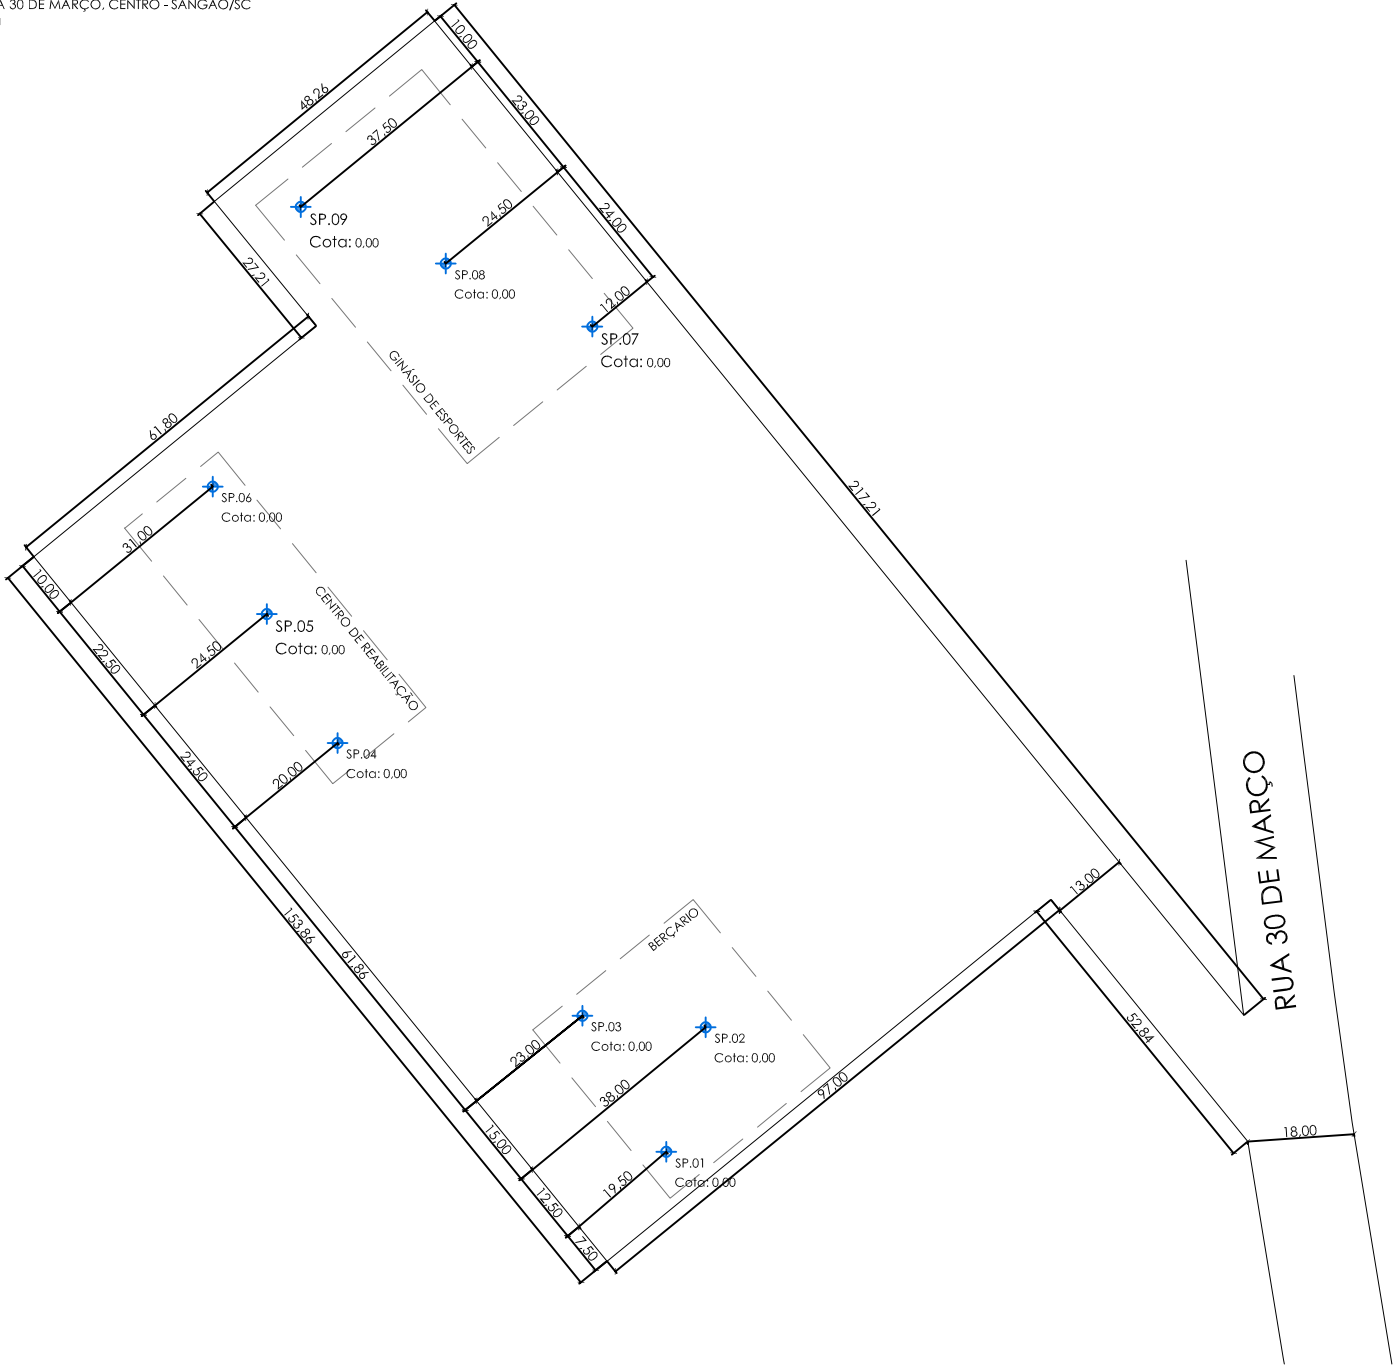 30 DE MARÇO, CENTRO - SANGÃO/SC
10,00
48,26
23,00
37,50
24,50
24,00
SP.09
Cota: 0,00
27,21
SP.08
Cota: 0,00
12,00
SP.07
Cota: 0,00
GINÁSIO DE ESPORTES
61,80
217,21
SP.06
Cota: 0,00
31,00
10,00
CENTRO DE REABILITAÇÃO
SP.05
Cota: 0,00
22,50
24,50
SP.04
Cota: 0,00
24,50
20,00
RUA 30 DE MARÇO
13,00
BERÇARIO
153,86
61,86
SP.03
Cota: 0,00
SP.02
Cota: 0,00
52,84
23,00
38,00
97,00
15,00
18,00
SP.01
Cota: 0,00
19,50
12,50
7,50